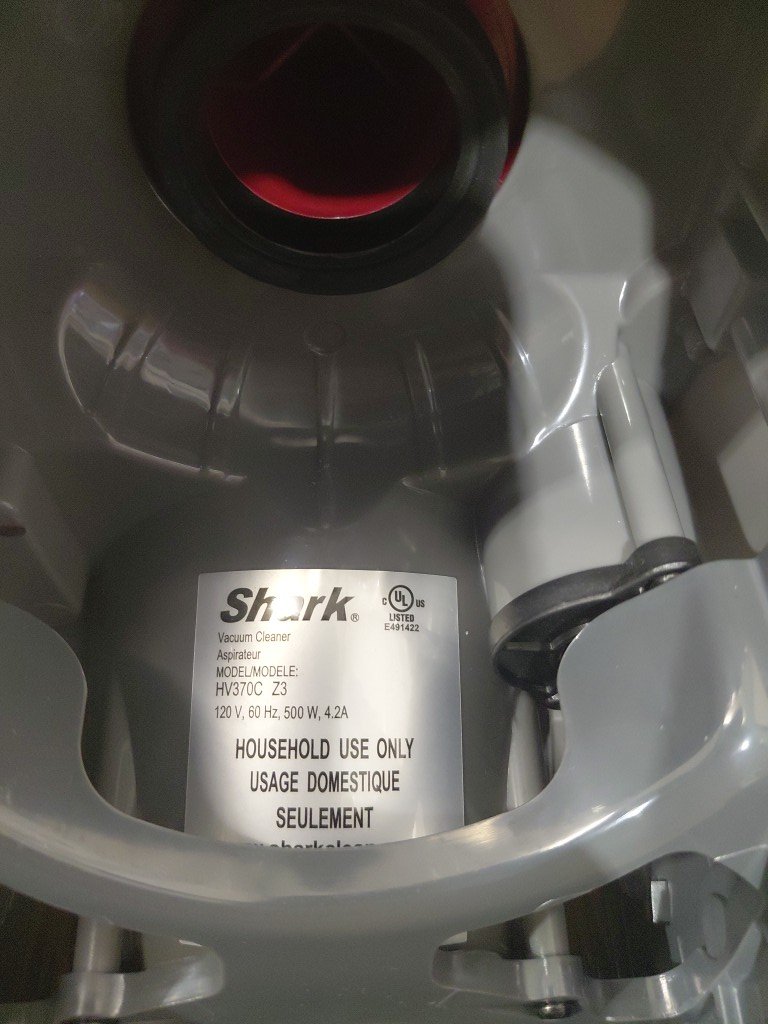 Shark®
c UL US
LISTED
E491422
Vacuum Cleaner
Aspirateur
MODEL/MODELE:
HV370C Z3
120 V, 60 Hz, 500 W, 4.2A
HOUSEHOLD USE ONLY
USAGE DOMESTIQUE
SEULEMENT